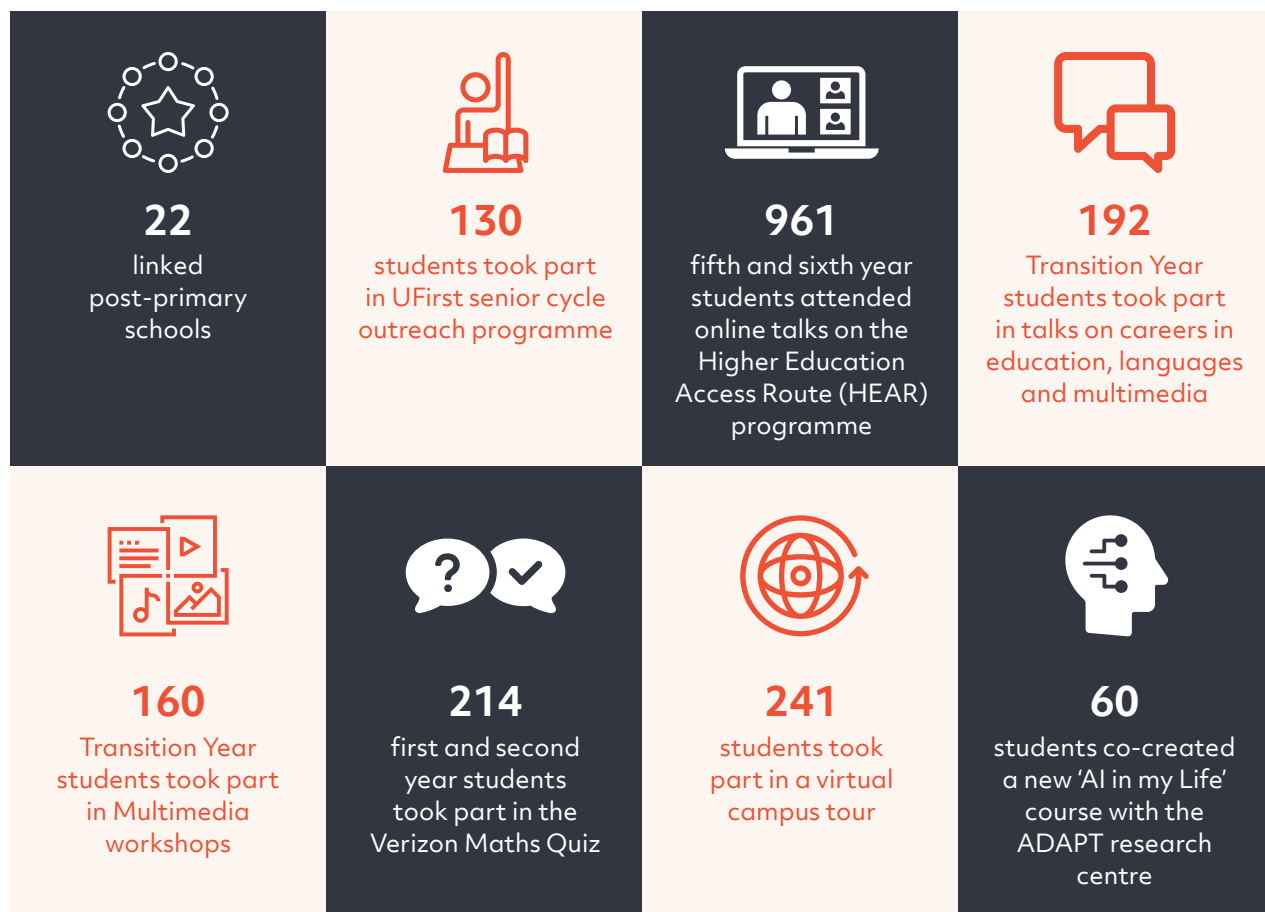 22
linked
post-primary
schools
130
students took part
in UFirst senior cycle
outreach programme
961
fifth and sixth year
students attended
online talks on the
Higher Education
Access Route (HEAR)
programme
192
Transition Year
students took part
in talks on careers in
education, languages
and multimedia
160
Transition Year
students took part
in Multimedia
workshops
214
first and second
year students
took part in the
Verizon Maths Quiz
241
students took
part in a virtual
campus tour
60
students co-created
a new ‘AI in my Life’
course with the
ADAPT research
centre